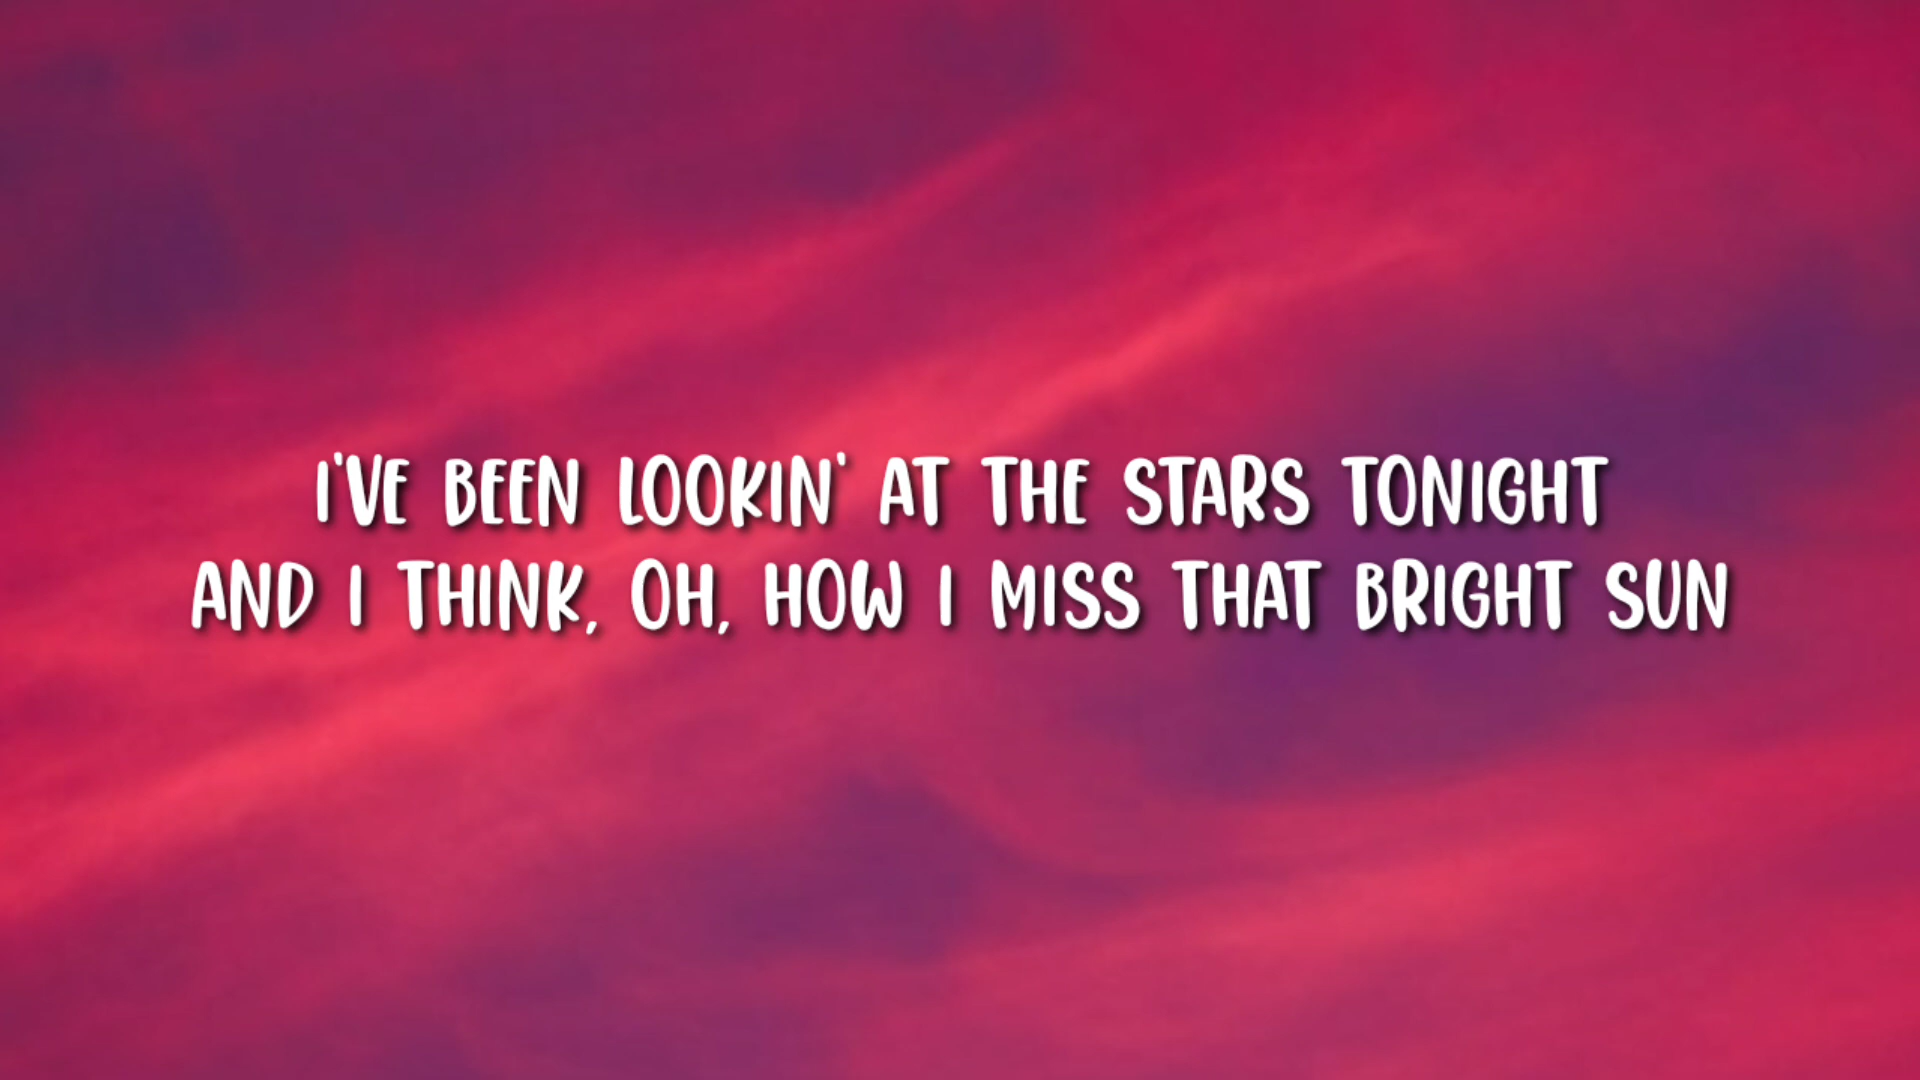 I'VE BEEN LOOKIN' AT THE STARS TONIGHT
AND I THINK, OH, HOW I MISS THAT BRIGHT SUN